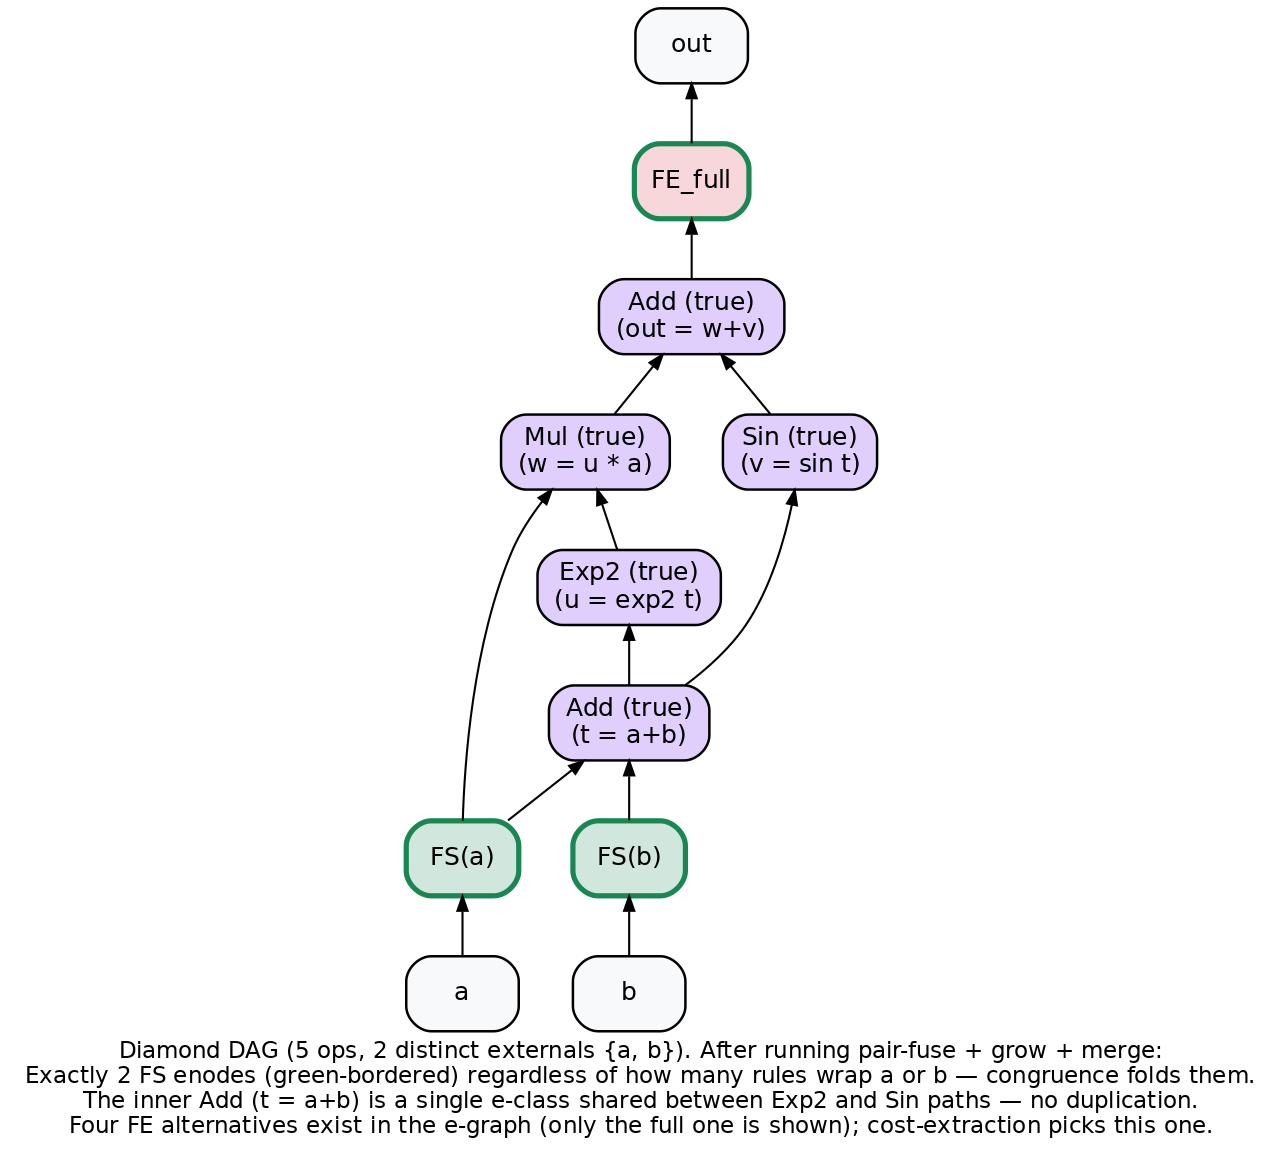 out
FE_full
Add (true)
(out = w+v)
Mul (true)
(w = u * a)
Sin (true)
(v = sin t)
Exp2 (true)
(u = exp2 t)
Add (true)
(t = a+b)
FS(a)
FS(b)
a
b
Diamond DAG (5 ops, 2 distinct externals {a, b}). After running pair-fuse + grow + merge:
Exactly 2 FS enodes (green-bordered) regardless of how many rules wrap a or b — congruence folds them.
The inner Add (t = a+b) is a single e-class shared between Exp2 and Sin paths — no duplication.
Four FE alternatives exist in the e-graph (only the full one is shown); cost-extraction picks this one.